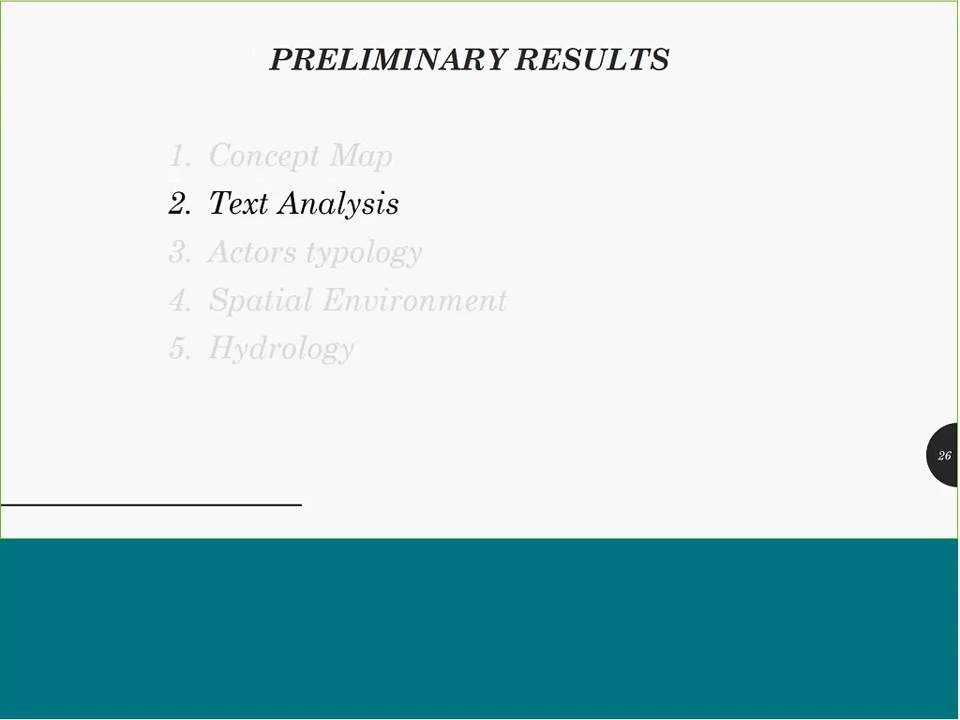 PRELIMINARY RESULTS
1. Concept Map
2. Text Analysis
3. Actors typology
4. Spatial Environment
5. Hydrology
26